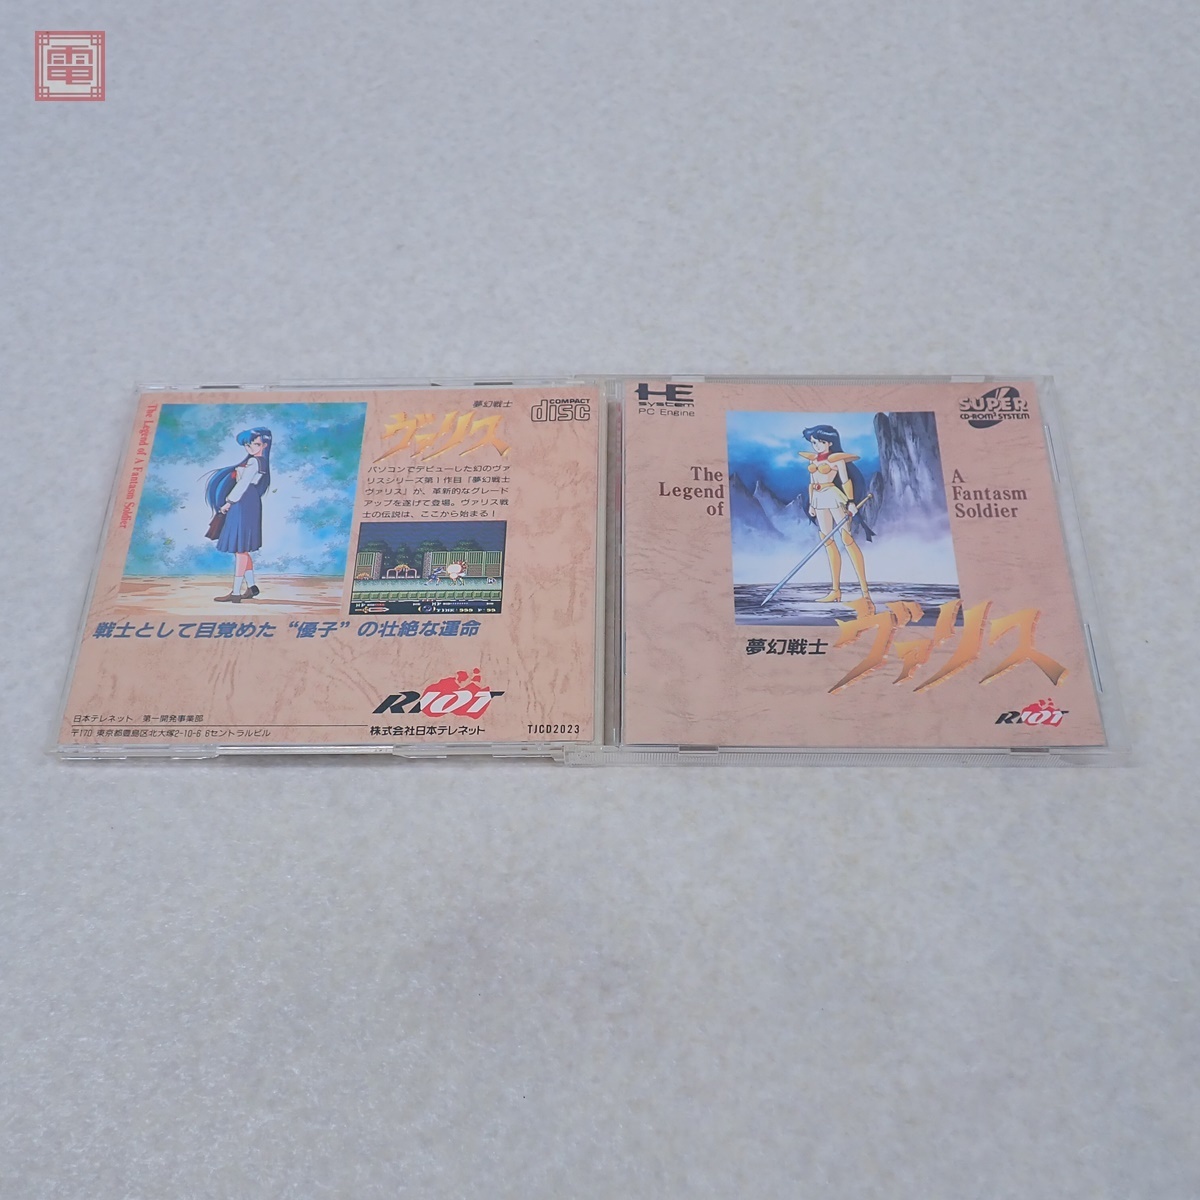 電
The Legend of A Fantasm Soldier
夢幻戦士
ヴァリス
COMPACT
disc
パソコンでデビューした幻のヴァ
リスシリーズ第1作目「夢幻戦士
ヴァリス」が、革新的なグレード
アップを遂げて登場。ヴァリス戦
士の伝説は、ここから始まる!
戦士として目覚めた“優子”の壮絶な運命
RIOT
日本テレネット/第一開発事業部
〒170 東京都豊島区北大塚2-10-6 6セントラルビル
株式会社日本テレネット
TJCD2023
HE
system
PC Engine
SUPER
CD-ROM SYSTEM
The
Legend
of
A
Fantasm
Soldier
夢幻戦士
ヴァリス
RIOT